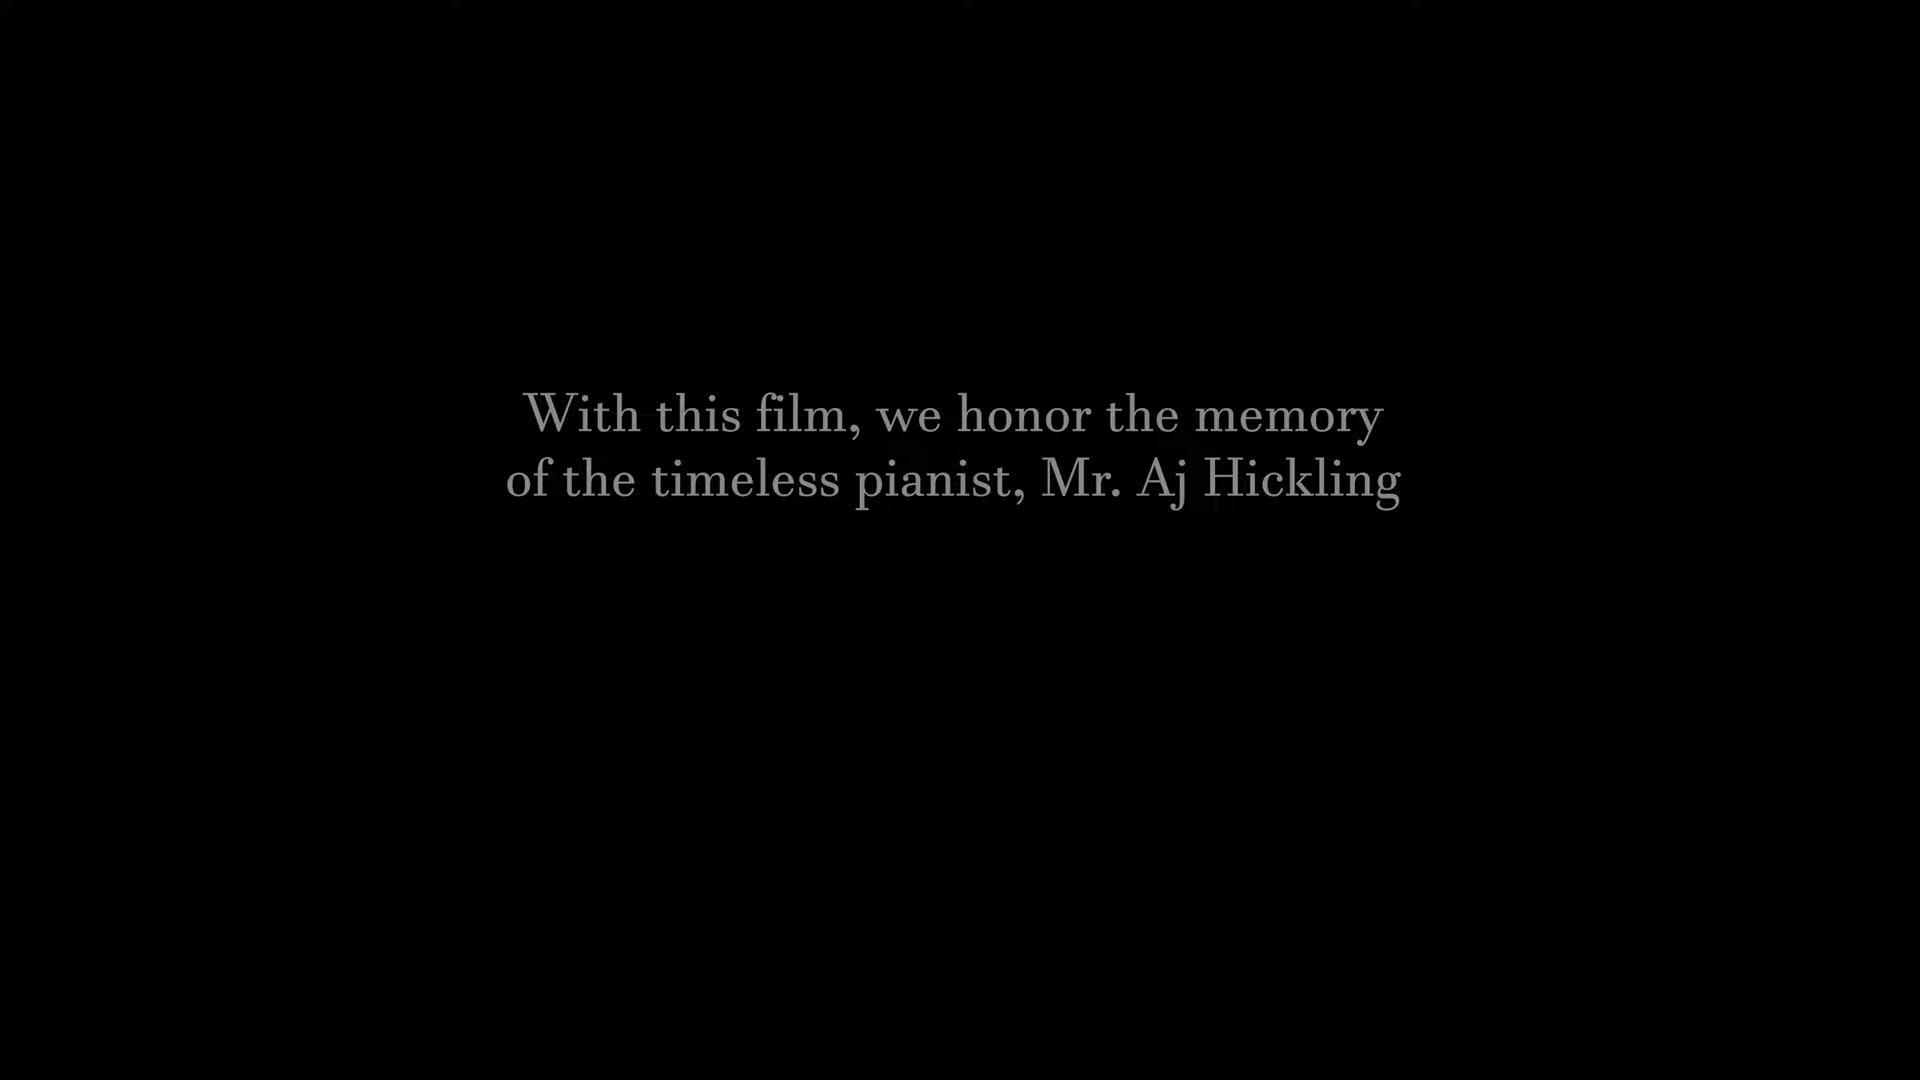 With this film, we honor the memory
of the timeless pianist, Mr. Aj Hickling